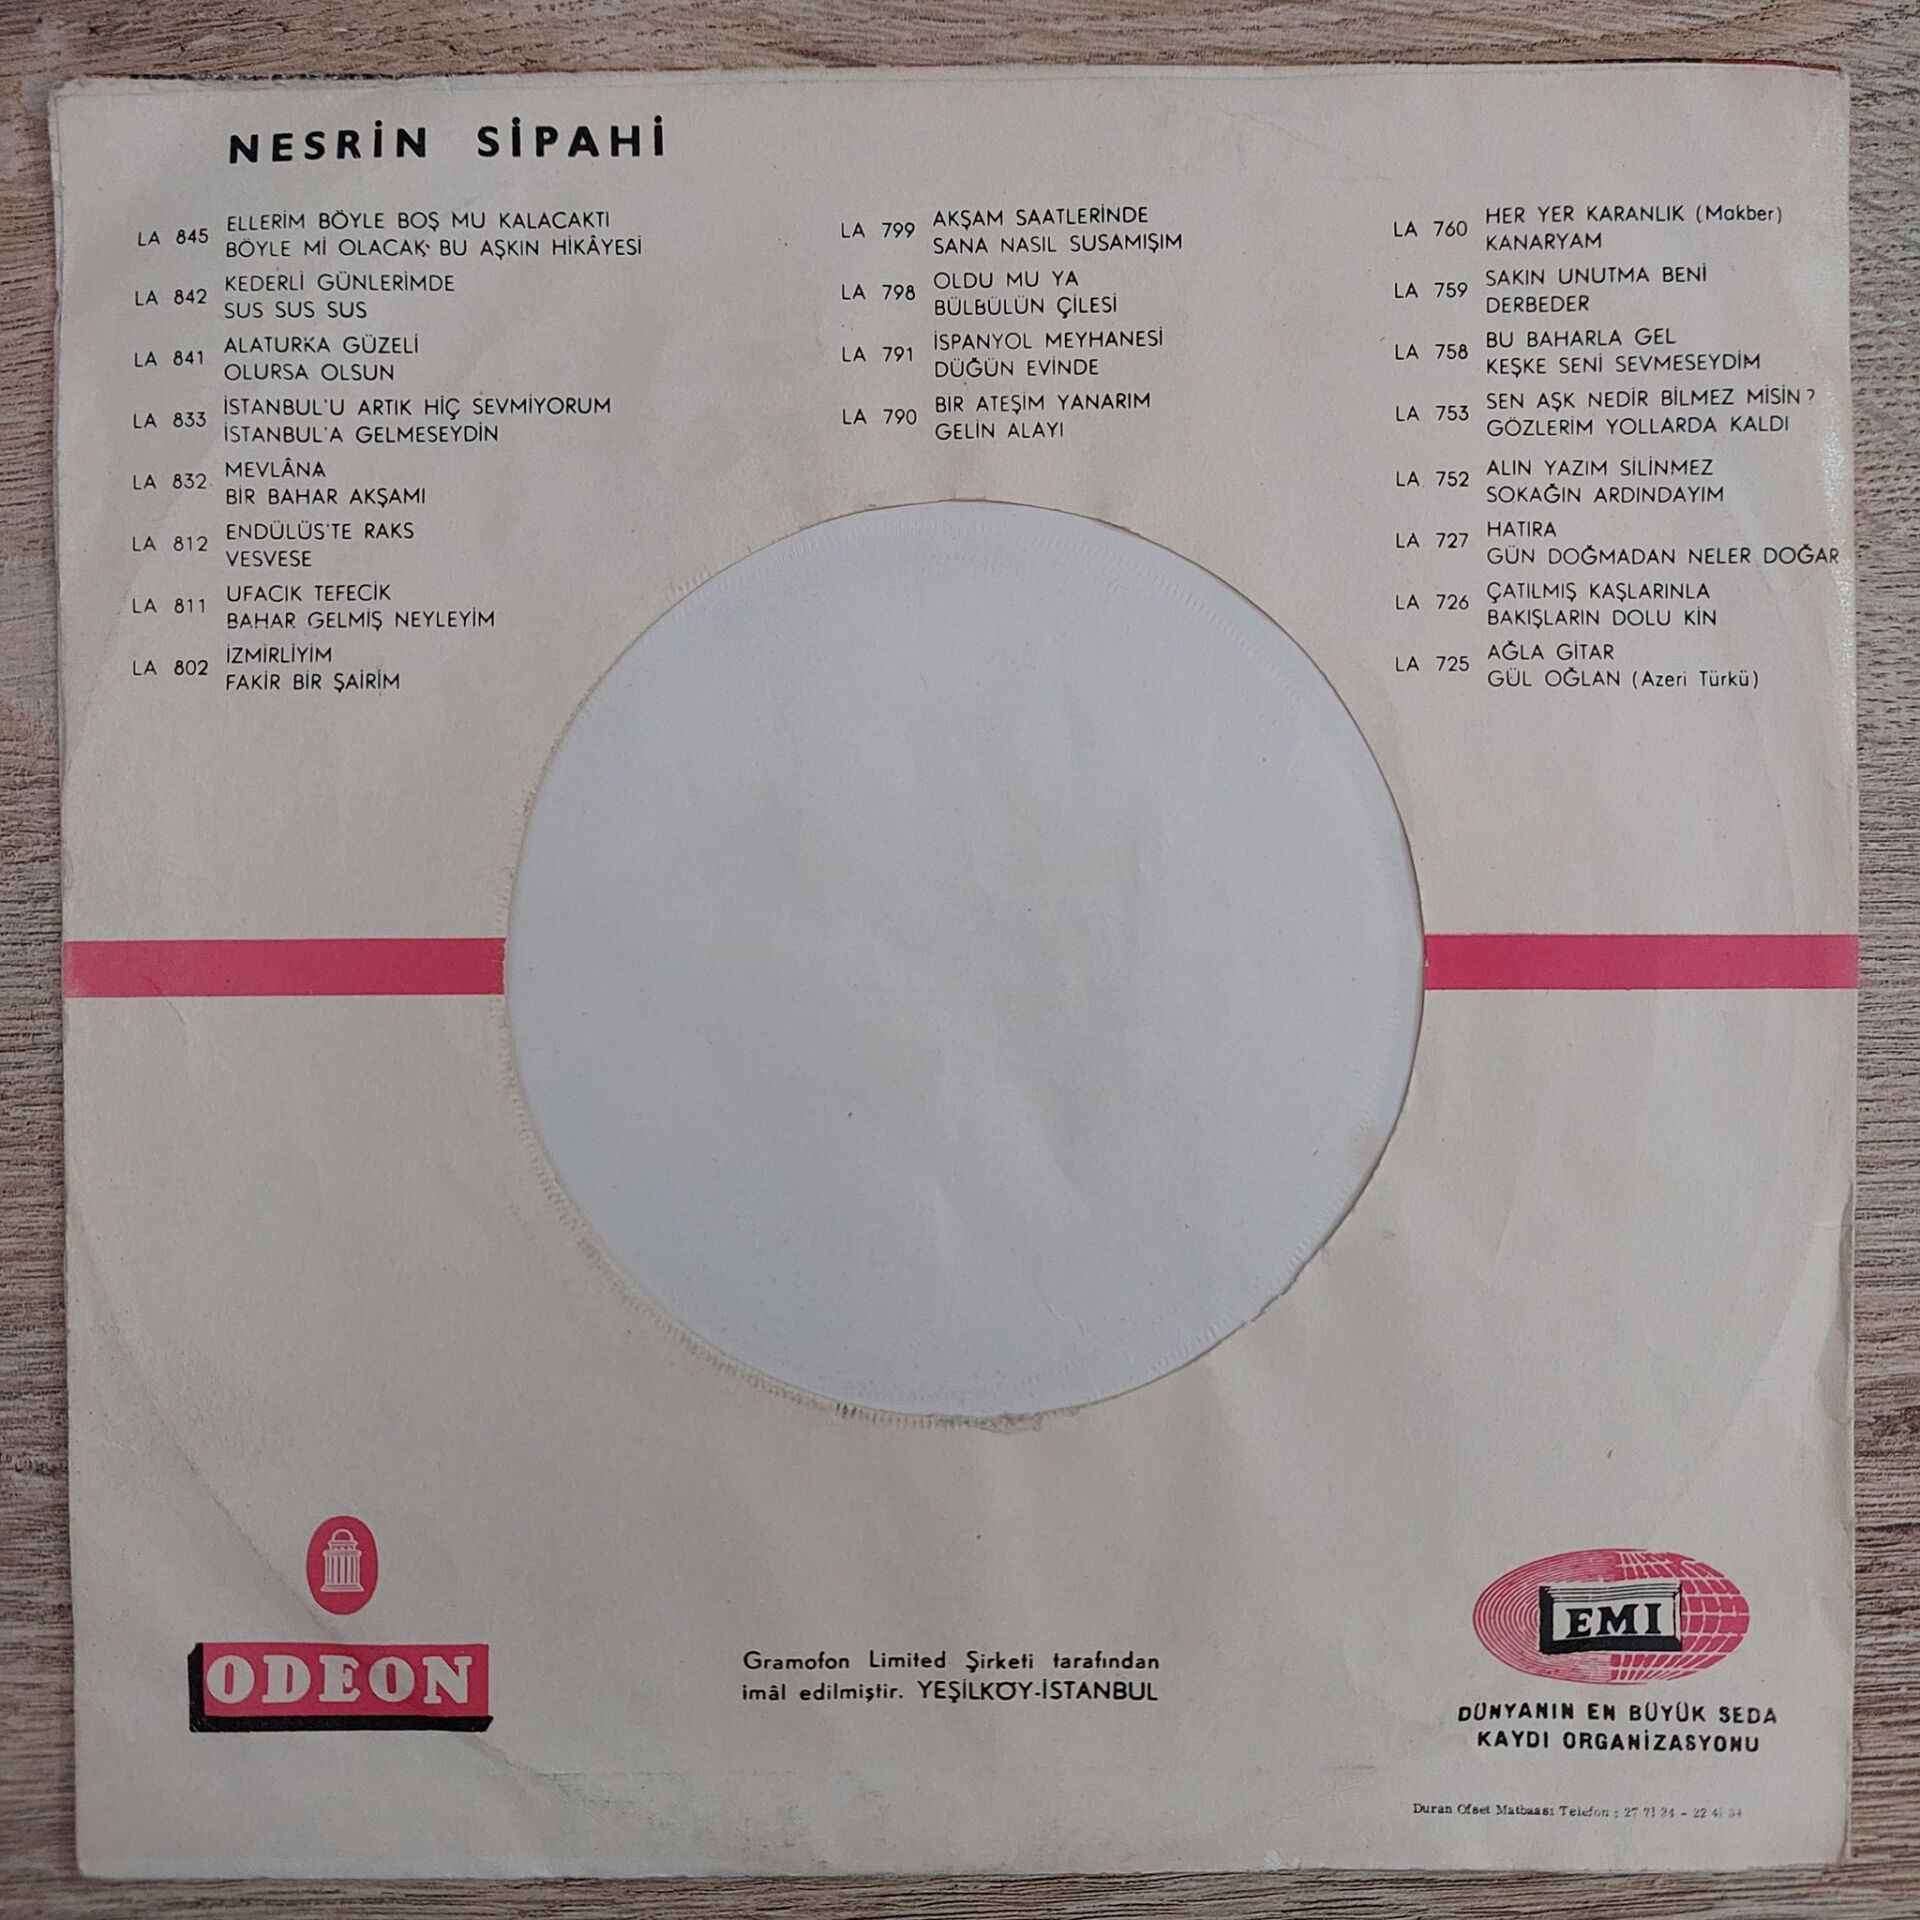 NESRİN SİPAHİ
LA 845 ELLERİM BÖYLE BOŞ MU KALACAKTI
BÖYLE Mİ OLACAK BU AŞKIN HİKÂYESİ
LA 842 KEDERLİ GÜNLERİMDE
SUS SUS SUS
LA 841 ALATURKA GÜZELİ
OLURSA OLSUN
LA 833 İSTANBUL'U ARTIK HİÇ SEVMİYORUM
İSTANBUL'A GELMESEYDİN
LA 832 MEVLÂNA
BİR BAHAR AKŞAMI
LA 812 ENDÜLÜS'TE RAKS
VESVESE
LA 811 UFACIK TEFECİK
BAHAR GELMİŞ NEYLEYİM
LA 802 İZMİRLİYİM
FAKİR BİR ŞAİRİM
LA 799 AKŞAM SAATLERİNDE
SANA NASIL SUSAMIŞIM
LA 798 OLDU MU YA
BÜLBÜLÜN ÇİLESİ
LA 791 İSPANYOL MEYHANESİ
DÜĞÜN EVİNDE
LA 790 BİR ATEŞİM YANARIM
GELİN ALAYI
LA 760 HER YER KARANLIK (Makber)
KANARYAM
LA 759 SAKIN UNUTMA BENİ
DERBEDER
LA 758 BU BAHARLA GEL
KEŞKE SENİ SEVMESEYDİM
LA 753 SEN AŞK NEDİR BİLMEZ MİSİN ?
GÖZLERİM YOLLARDA KALDI
LA 752 ALIN YAZIM SİLİNMEZ
SOKAĞIN ARDINDAYIM
LA 727 HATIRA
GÜN DOĞMADAN NELER DOĞAR
LA 726 ÇATILMIŞ KAŞLARINLA
BAKIŞLARIN DOLU KİN
LA 725 AĞLA GİTAR
GÜL OĞLAN (Azeri Türkü)
ODEON
Gramofon Limited Şirketi tarafından
imâl edilmiştir. YEŞİLKÖY-İSTANBUL
EMI
DÜNYANIN EN BÜYÜK SEDA
KAYDI ORGANİZASYONU
Duran Ofset Matbaası Telefon :